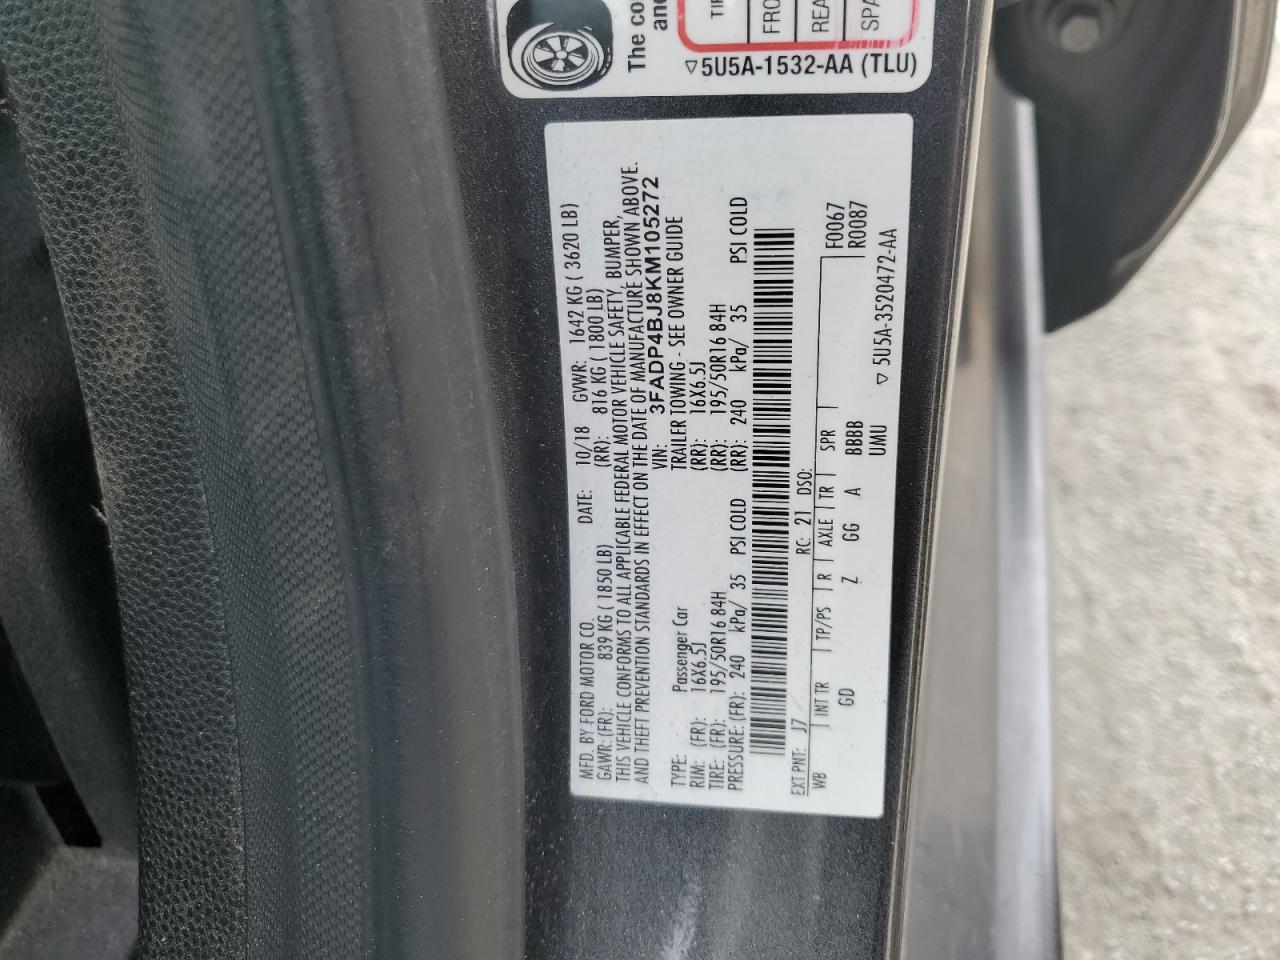 The co
and
TIR
FRO
REA
SPA
▽5U5A-1532-AA (TLU)
MFD. BY FORD MOTOR CO. DATE: 10/18 GVWR: 1642 KG ( 3620 LB)
GAWR: (FR): 839 KG ( 1850 LB) (RR): 816 KG ( 1800 LB)
THIS VEHICLE CONFORMS TO ALL APPLICABLE FEDERAL MOTOR VEHICLE SAFETY, BUMPER,
AND THEFT PREVENTION STANDARDS IN EFFECT ON THE DATE OF MANUFACTURE SHOWN ABOVE.
VIN: 3FADP4BJ8KM105272
TYPE: Passenger Car TRAILER TOWING - SEE OWNER GUIDE
RIM: (FR): 16X6.5J (RR): 16X6.5J
TIRE: (FR): 195/50R16 84H (RR): 195/50R16 84H
PRESSURE: (FR): 240 kPa/ 35 PSI COLD (RR): 240 kPa/ 35 PSI COLD
EXT PNT: J7 RC: 21 DSO:
WB INT TR TP/PS R AXLE TR SPR F0067
GD Z GG A BBBB R0087
UMU
▽ 5U5A-3520472-AA